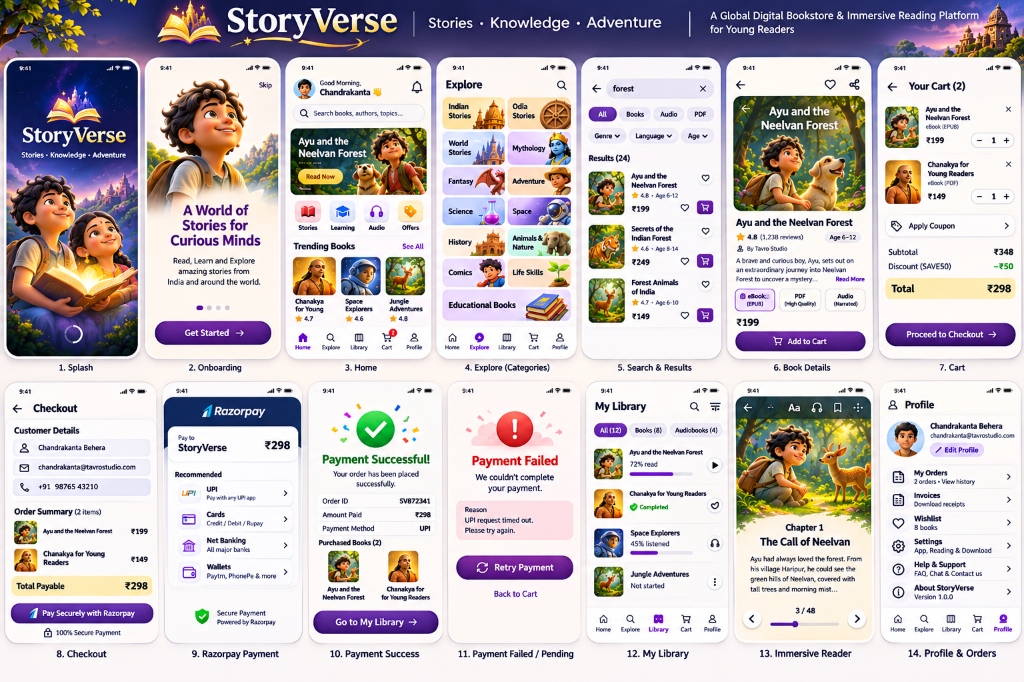 StoryVerse
Stories • Knowledge • Adventure
A Global Digital Bookstore & Immersive Reading Platform
for Young Readers
9:41
StoryVerse
Stories • Knowledge • Adventure
1. Splash
9:41
Skip
A World of
Stories for
Curious Minds
Read, Learn and Explore
amazing stories from
India and around the world.
Get Started →
2. Onboarding
9:41
Good Morning,
Chandrakanta 👋
Search books, authors, topics...
Ayu and the
Neelvan Forest
Read Now
Stories
Learning
Audio
Offers
Trending Books
See All
Chanakya
for Young
4.7
Space
Explorers
4.6
Jungle
Adventures
4.8
Home
Explore
Library
2
Cart
Profile
3. Home
9:41
Explore
Indian
Stories
Odia
Stories
World
Stories
Mythology
Fantasy
Adventure
Science
Space
History
Animals &
Nature
Comics
Life Skills
Educational Books
Home
Explore
Library
Cart
Profile
4. Explore (Categories)
9:41
forest
All
Books
Audio
PDF
Genre
Language
Age
Results (24)
Ayu and the
Neelvan Forest
4.8 • Age 6-12
₹199
Secrets of the
Indian Forest
4.6 • Age 8-14
₹249
Forest Animals
of India
4.7 • Age 6-10
₹149
5. Search & Results
9:41
Ayu and the
Neelvan Forest
Ayu and the Neelvan Forest
4.8 (1,238 reviews)
Age 6–12
By Tavro Studio
A brave and curious boy, Ayu, sets out on
an extraordinary journey into Neelvan
Forest to uncover a mystery...
Read More
eBook
(EPUB)
PDF
(High Quality)
Audio
(Narrated)
₹199
Add to Cart
6. Book Details
9:41
Your Cart (2)
Ayu and the
Neelvan Forest
eBook (EPUB)
₹199
− 1 +
Chanakya for
Young Readers
eBook (PDF)
₹149
− 1 +
Apply Coupon
Subtotal
₹348
Discount (SAVE50)
−₹50
Total
₹298
Proceed to Checkout →
7. Cart
9:41
Checkout
Customer Details
Chandrakanta Behera
chandrakanta@tavrostudio.com
+91 98765 43210
Order Summary (2 items)
Ayu and the Neelvan Forest
₹199
Chanakya for Young
Readers
₹149
Total Payable
₹298
Pay Securely with Razorpay
100% Secure Payment
8. Checkout
9:41
Razorpay
Pay to
StoryVerse
₹298
Recommended
UPI
UPI
Pay with any UPI app
Cards
Credit / Debit / Rupay
Net Banking
All major banks
Wallets
Paytm, PhonePe & more
Secure Payment
Powered by Razorpay
9. Razorpay Payment
9:41
Payment Successful!
Your order has been placed
successfully.
Order ID
SV872341
Amount Paid
₹298
Payment Method
UPI
Purchased Books (2)
Ayu and the
Neelvan Forest
Chanakya for
for Young Readers
Go to My Library →
10. Payment Success
9:41
Payment Failed
We couldn't complete
your payment.
Reason
UPI request timed out.
Please try again.
Retry Payment
Back to Cart
11. Payment Failed / Pending
9:41
My Library
All (12)
Books (8)
Audiobooks (4)
Ayu and the Neelvan Forest
72% read
Chanakya for Young Readers
Completed
Space Explorers
45% listened
Jungle Adventures
Not started
Home
Explore
Library
Cart
Profile
12. My Library
9:41
Aa
Chapter 1
The Call of Neelvan
Ayu had always loved the forest. From
his village Haripur, he could see the
green hills of Neelvan, covered with
tall trees and morning mist...
3 / 48
13. Immersive Reader
9:41
Profile
Chandrakanta Behera
chandrakanta@tavrostudio.com
Edit Profile
My Orders
2 orders • View history
Invoices
Download receipts
Wishlist
8 books
Settings
App, Reading & Download
Help & Support
FAQ, Chat & Contact us
About StoryVerse
Version 1.0.0
Home
Explore
Library
Cart
Profile
14. Profile & Orders